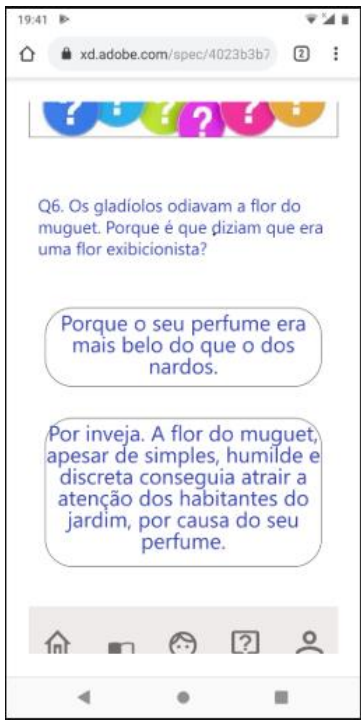 19:41
xd.adobe.com/spec/4023b3b7
2
? ? ? ? ? ?
Q6. Os gladíolos odiavam a flor do
muguet. Porque é que diziam que era
uma flor exibicionista?
Porque o seu perfume era
mais belo do que o dos
nardos.
Por inveja. A flor do muguet,
apesar de simples, humilde e
discreta conseguia atrair a
atenção dos habitantes do
jardim, por causa do seu
perfume.
?